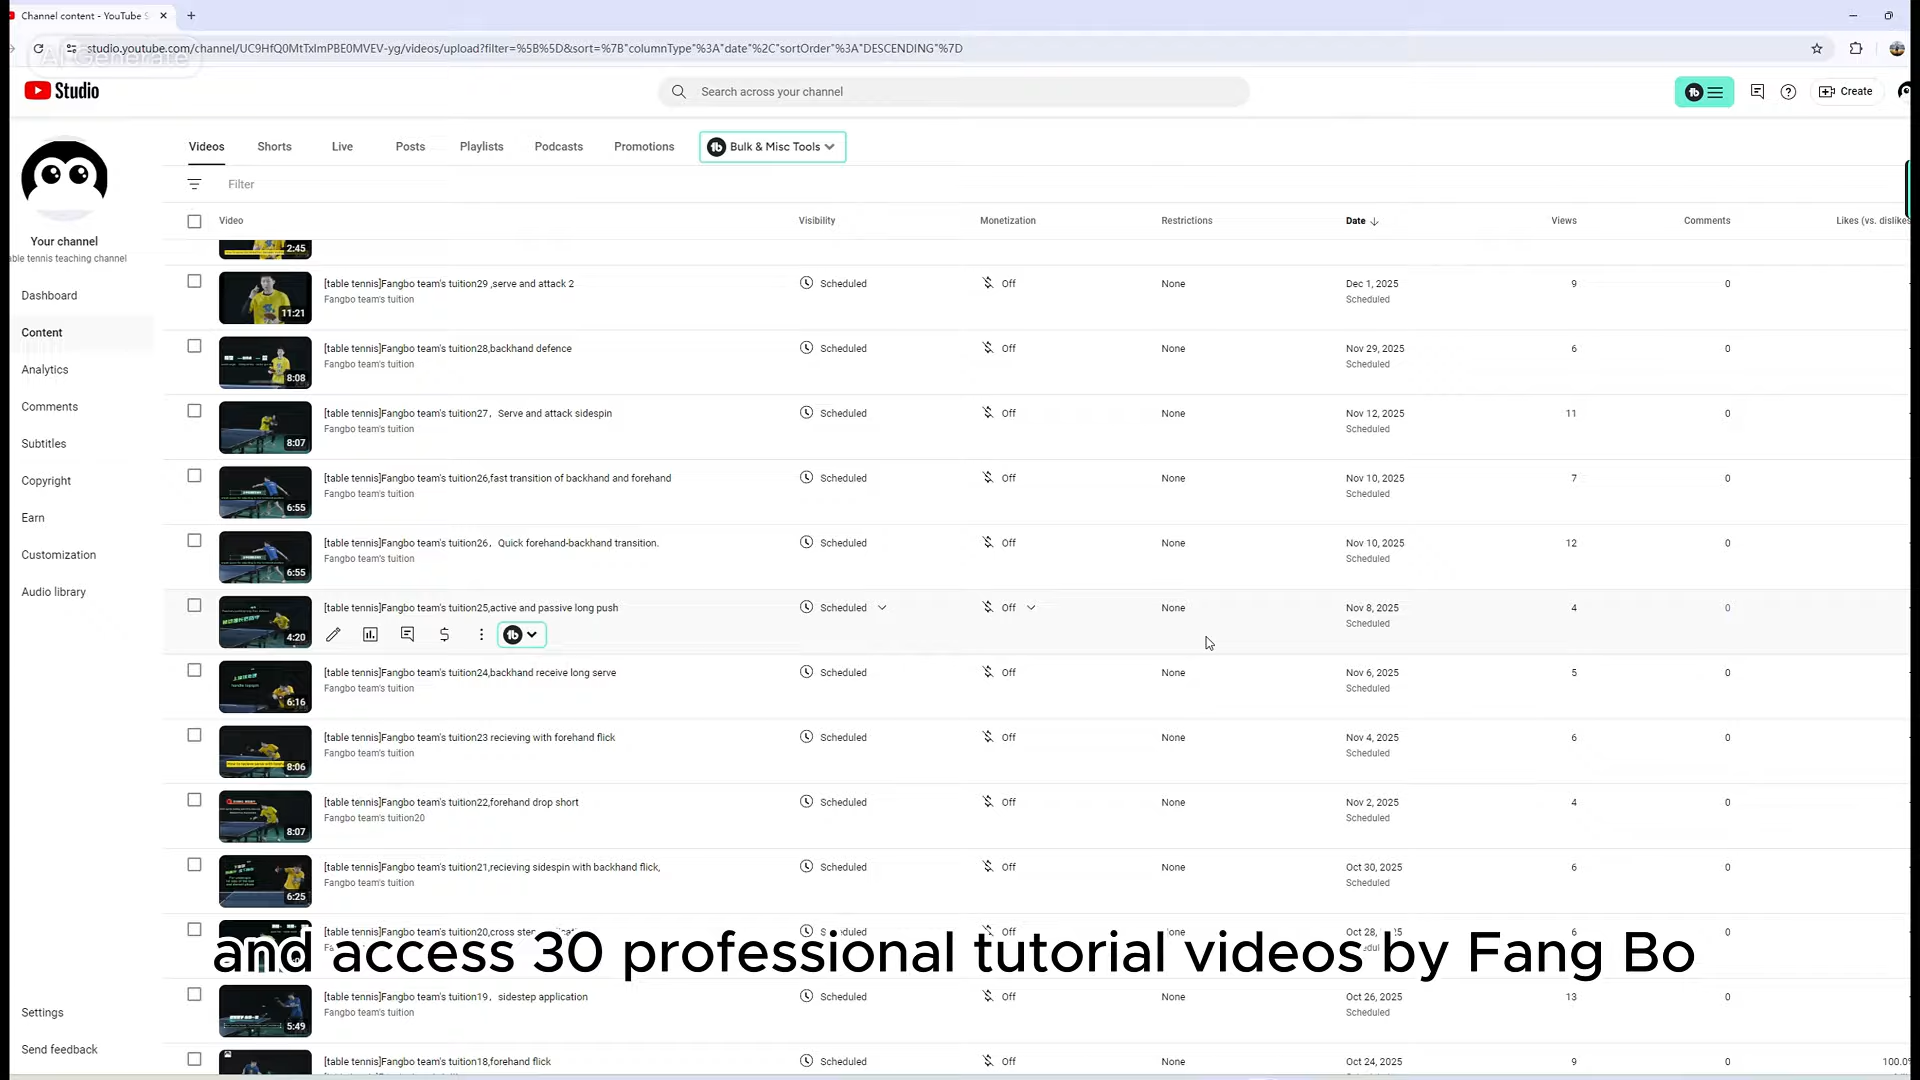 Channel content - YouTube S
studio.youtube.com/channel/UC9HfQ0MtTxImPBE0MVEV-yg/videos/upload?filter=%5B%5D&sort=%7B"columnType"%3A"date"%2C"sortOrder"%3A"DESCENDING"%7D
AI Generate
Studio
Search across your channel
Create
Videos Shorts Live Posts Playlists Podcasts Promotions Bulk & Misc Tools
Filter
Your channel
able tennis teaching channel
Dashboard
Content
Analytics
Comments
Subtitles
Copyright
Earn
Customization
Audio library
Settings
Send feedback
Video Visibility Monetization Restrictions Date Views Comments Likes (vs. dislikes
2:45
[table tennis]Fangbo team's tuition29 ,serve and attack 2 Scheduled Off None Dec 1, 2025 9 0
Fangbo team's tuition Scheduled
11:21
[table tennis]Fangbo team's tuition28,backhand defence Scheduled Off None Nov 29, 2025 6 0
Fangbo team's tuition Scheduled
8:08
[table tennis]Fangbo team's tuition27，Serve and attack sidespin Scheduled Off None Nov 12, 2025 11 0
Fangbo team's tuition Scheduled
8:07
[table tennis]Fangbo team's tuition26,fast transition of backhand and forehand Scheduled Off None Nov 10, 2025 7 0
Fangbo team's tuition Scheduled
6:55
[table tennis]Fangbo team's tuition26，Quick forehand-backhand transition. Scheduled Off None Nov 10, 2025 12 0
Fangbo team's tuition Scheduled
6:55
[table tennis]Fangbo team's tuition25,active and passive long push Scheduled Off None Nov 8, 2025 4 0
Scheduled
4:20
[table tennis]Fangbo team's tuition24,backhand receive long serve Scheduled Off None Nov 6, 2025 5 0
Fangbo team's tuition Scheduled
6:16
[table tennis]Fangbo team's tuition23 recieving with forehand flick Scheduled Off None Nov 4, 2025 6 0
Fangbo team's tuition Scheduled
8:06
[table tennis]Fangbo team's tuition22,forehand drop short Scheduled Off None Nov 2, 2025 4 0
Fangbo team's tuition20 Scheduled
8:07
[table tennis]Fangbo team's tuition21,recieving sidespin with backhand flick, Scheduled Off None Oct 30, 2025 6 0
Fangbo team's tuition Scheduled
6:25
[table tennis]Fangbo team's tuition20,cross step Oct 28, 6 0
and access 30 professional tutorial videos by Fang Bo
[table tennis]Fangbo team's tuition19，sidestep application Scheduled Off None Oct 26, 2025 13 0
Fangbo team's tuition Scheduled
5:49
[table tennis]Fangbo team's tuition18,forehand flick Scheduled Off None Oct 24, 2025 9 0 100.0%